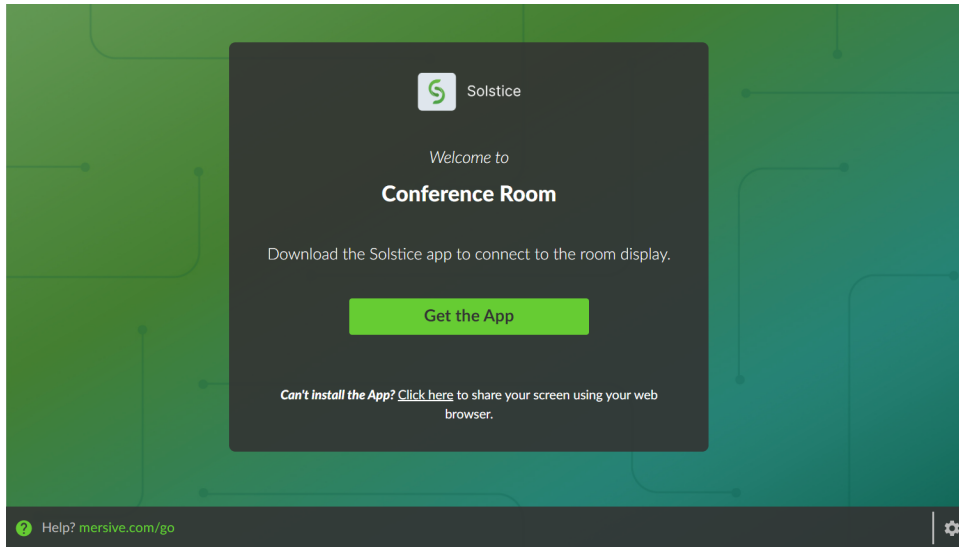 Solstice
Welcome to
Conference Room
Download the Solstice app to connect to the room display.
Get the App
Can't install the App? Click here to share your screen using your web
browser.
? Help? mersive.com/go